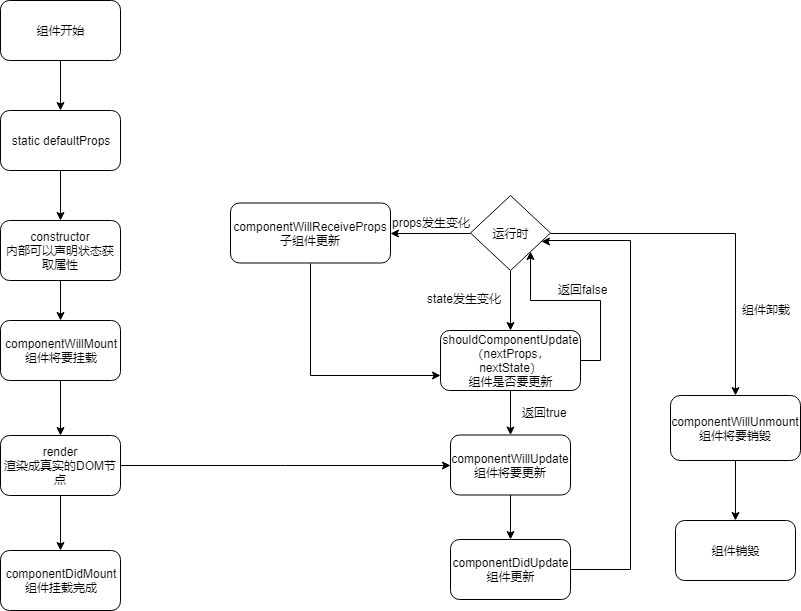 组件开始
static defaultProps
constructor
内部可以声明状态获
取属性
componentWillMount
组件将要挂载
render
渲染成真实的DOM节
点
componentDidMount
组件挂载完成
componentWillReceiveProps
子组件更新
props发生变化
运行时
state发生变化
返回false
shouldComponentUpdate
（nextProps，
nextState）
组件是否要更新
返回true
componentWillUpdate
组件将要更新
componentDidUpdate
组件更新
组件卸载
componentWillUnmount
组件将要销毁
组件销毁